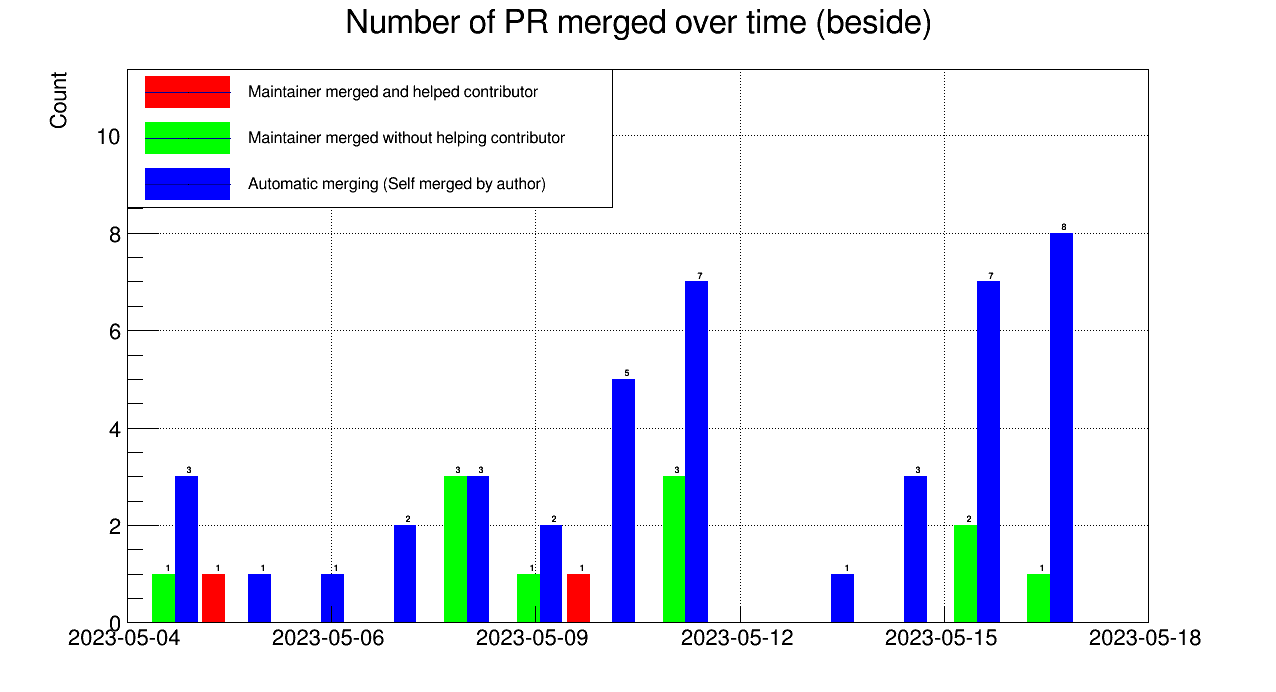 Number of PR merged over time (beside)
Count
Maintainer merged and helped contributor
Maintainer merged without helping contributor
Automatic merging (Self merged by author)
10
8
6
4
2
0
1 3 1 1 1 2 3 3 1 2 1 5 3 7 1 3 2 7 1 8
2023-05-04 2023-05-06 2023-05-09 2023-05-12 2023-05-15 2023-05-18